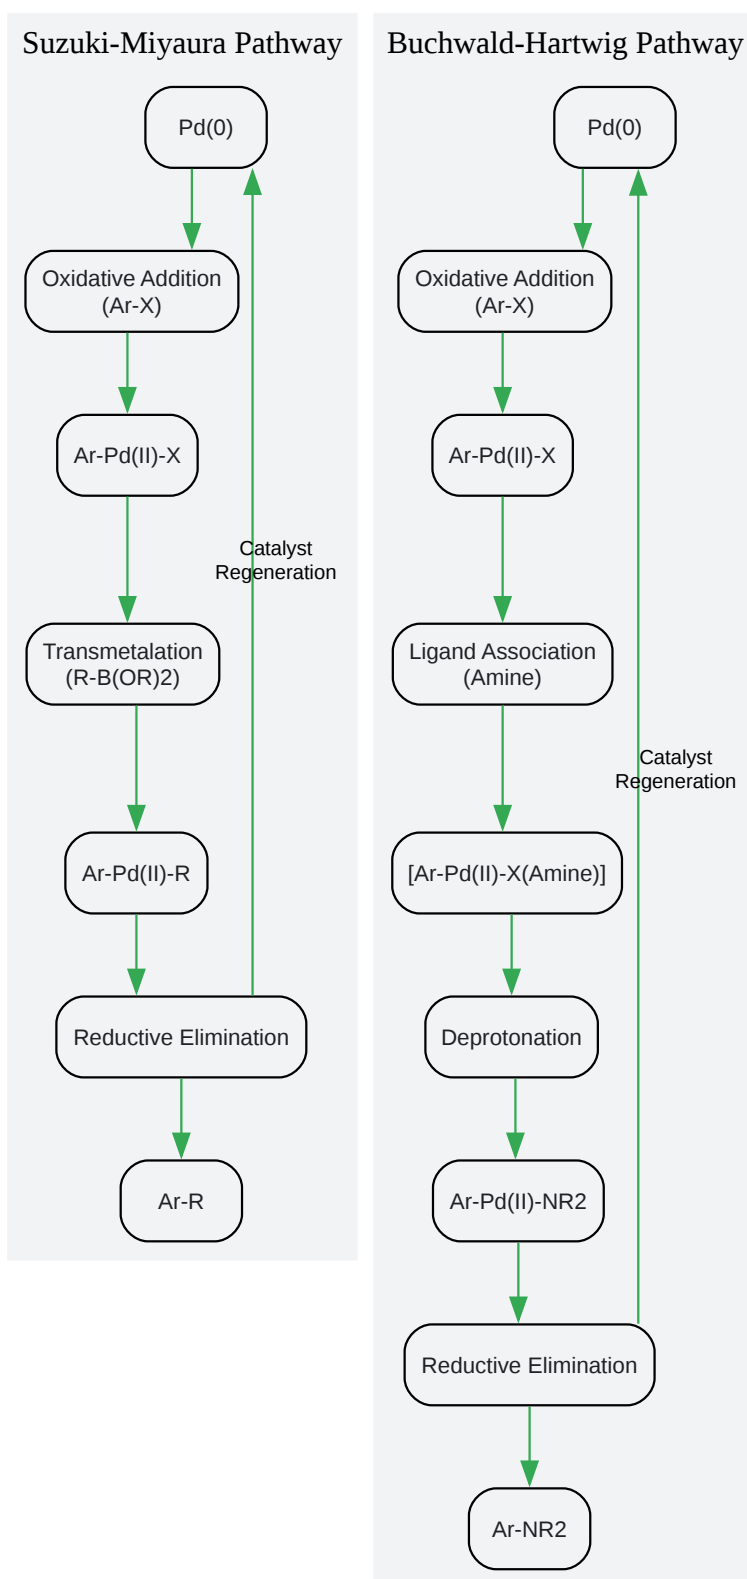 Suzuki-Miyaura Pathway
Pd(0)
Oxidative Addition
(Ar-X)
Ar-Pd(II)-X
Catalyst
Regeneration
Transmetalation
(R-B(OR)2)
Ar-Pd(II)-R
Reductive Elimination
Ar-R
Buchwald-Hartwig Pathway
Pd(0)
Oxidative Addition
(Ar-X)
Ar-Pd(II)-X
Ligand Association
(Amine)
Catalyst
Regeneration
[Ar-Pd(II)-X(Amine)]
Deprotonation
Ar-Pd(II)-NR2
Reductive Elimination
Ar-NR2